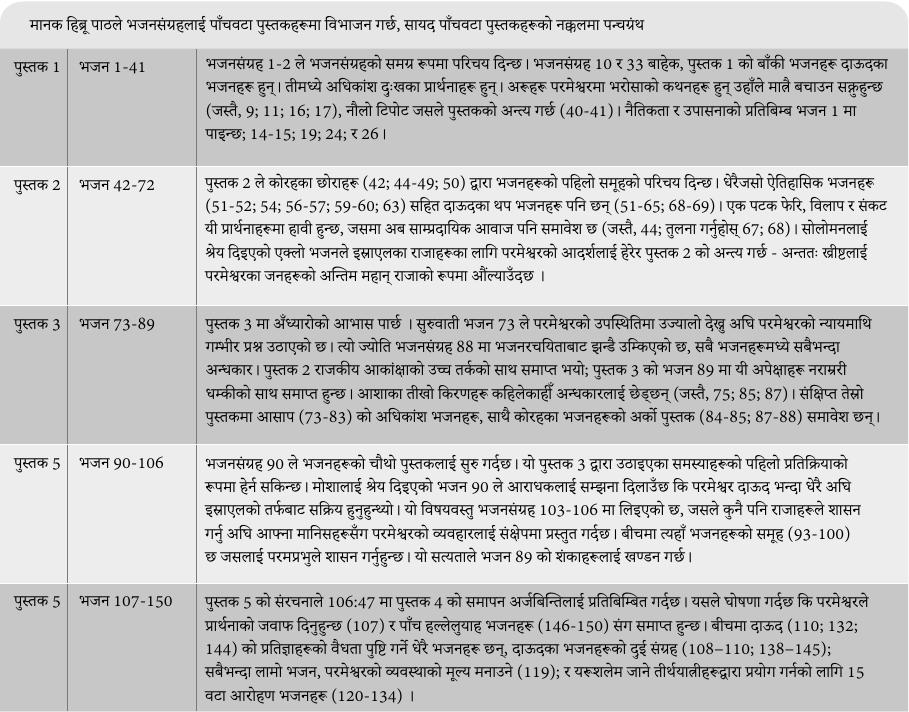 मानक हिब्रू पाठले भजनसंग्रहलाई पाँचवटा पुस्तकहरूमा विभाजन गर्छ, सायद पाँचवटा पुस्तकहरूको नक्कलमा पन्चग्रंथ
पुस्तक 1
भजन 1-41
भजनसंग्रह 1-2 ले भजनसंग्रहको समग्र रूपमा परिचय दिन्छ। भजनसंग्रह 10 र 33 बाहेक, पुस्तक 1 को बाँकी भजनहरू दाऊदका
भजनहरू हुन्। तीमध्ये अधिकांश दुःखका प्रार्थनाहरू हुन्। अरूहरू परमेश्वरमा भरोसाको कथनहरू हुन् उहाँले मात्रै बचाउन सक्नुहुन्छ
(जस्तै, 9; 11; 16; 17), नौलो टिपोट जसले पुस्तकको अन्त्य गर्छ (40-41)। नैतिकता र उपासनाको प्रतिबिम्ब भजन 1 मा
पाइन्छ; 14-15; 19; 24; र 26।
पुस्तक 2
भजन 42-72
पुस्तक 2 ले कोरहका छोराहरू (42; 44-49; 50) द्वारा भजनहरूको पहिलो समूहको परिचय दिन्छ। धेरैजसो ऐतिहासिक भजनहरू
(51-52; 54; 56-57; 59-60; 63) सहित दाऊदका थप भजनहरू पनि छन् (51-65; 68-69)। एक पटक फेरि, विलाप र संकट
यी प्रार्थनाहरूमा हावी हुन्छ, जसमा अब साम्प्रदायिक आवाज पनि समावेश छ (जस्तै, 44; तुलना गर्नुहोस् 67; 68)। सोलोमनलाई
श्रेय दिइएको एक्लो भजनले इस्राएलका राजाहरूका लागि परमेश्वरको आदर्शलाई हेरेर पुस्तक 2 को अन्त्य गर्छ - अन्ततः ख्रीष्टलाई
परमेश्वरका जनहरूको अन्तिम महान् राजाको रूपमा औंल्याउँदछ ।
पुस्तक 3
भजन 73-89
पुस्तक 3 मा अँध्यारोको आभास पार्छ । सुरुवाती भजन 73 ले परमेश्वरको उपस्थितिमा उज्यालो देख्नु अघि परमेश्वरको न्यायमाथि
गम्भीर प्रश्न उठाएको छ। त्यो ज्योति भजनसंग्रह 88 मा भजनरचयिताबाट झन्डै उम्किएको छ, सबै भजनहरूमध्ये सबैभन्दा
अन्धकार। पुस्तक 2 राजकीय आकांक्षाको उच्च तर्कको साथ समाप्त भयो; पुस्तक 3 को भजन 89 मा यी अपेक्षाहरू नराम्ररी
धम्कीको साथ समाप्त हुन्छ। आशाका तीखो किरणहरू कहिलेकाहीँ अन्धकारलाई छेड्छन् (जस्तै, 75; 85; 87)। संक्षिप्त तेस्रो
पुस्तकमा आसाप (73-83) को अधिकांश भजनहरू, साथै कोरहका भजनहरूको अर्को पुस्तक (84-85; 87-88) समावेश छन्।
पुस्तक 5
भजन 90-106
भजनसंग्रह 90 ले भजनहरूको चौथो पुस्तकलाई सुरु गर्दछ। यो पुस्तक 3 द्वारा उठाइएका समस्याहरूको पहिलो प्रतिक्रियाको
रूपमा हेर्न सकिन्छ। मोशालाई श्रेय दिइएको भजन 90 ले आराधकलाई सम्झना दिलाउँछ कि परमेश्वर दाऊद भन्दा धेरै अघि
इस्राएलको तर्फबाट सक्रिय हुनुहुन्थ्यो। यो विषयवस्तु भजनसंग्रह 103-106 मा लिइएको छ, जसले कुनै पनि राजाहरूले शासन
गर्नु अघि आफ्ना मानिसहरूसँग परमेश्वरको व्यवहारलाई संक्षेपमा प्रस्तुत गर्दछ। बीचमा त्यहाँ भजनहरूको समूह (93-100)
छ जसलाई परमप्रभुले शासन गर्नुहुन्छ। यो सत्यताले भजन 89 को शंकाहरूलाई खण्डन गर्छ।
पुस्तक 5
भजन 107-150
पुस्तक 5 को संरचनाले 106:47 मा पुस्तक 4 को समापन अर्जबिन्तिलाई प्रतिबिम्बित गर्दछ। यसले घोषणा गर्दछ कि परमेश्वरले
प्रार्थनाको जवाफ दिनुहुन्छ (107) र पाँच हल्लेलुयाह भजनहरू (146-150) संग समाप्त हुन्छ। बीचमा दाऊद (110; 132;
144) को प्रतिज्ञाहरूको वैधता पुष्टि गर्ने धेरै भजनहरू छन्, दाऊदका भजनहरूको दुई संग्रह (108–110; 138–145);
सबैभन्दा लामो भजन, परमेश्वरको व्यवस्थाको मूल्य मनाउने (119); र यरूशलेम जाने तीर्थयात्रीहरूद्वारा प्रयोग गर्नको लागि 15
वटा आरोहण भजनहरू (120-134) ।